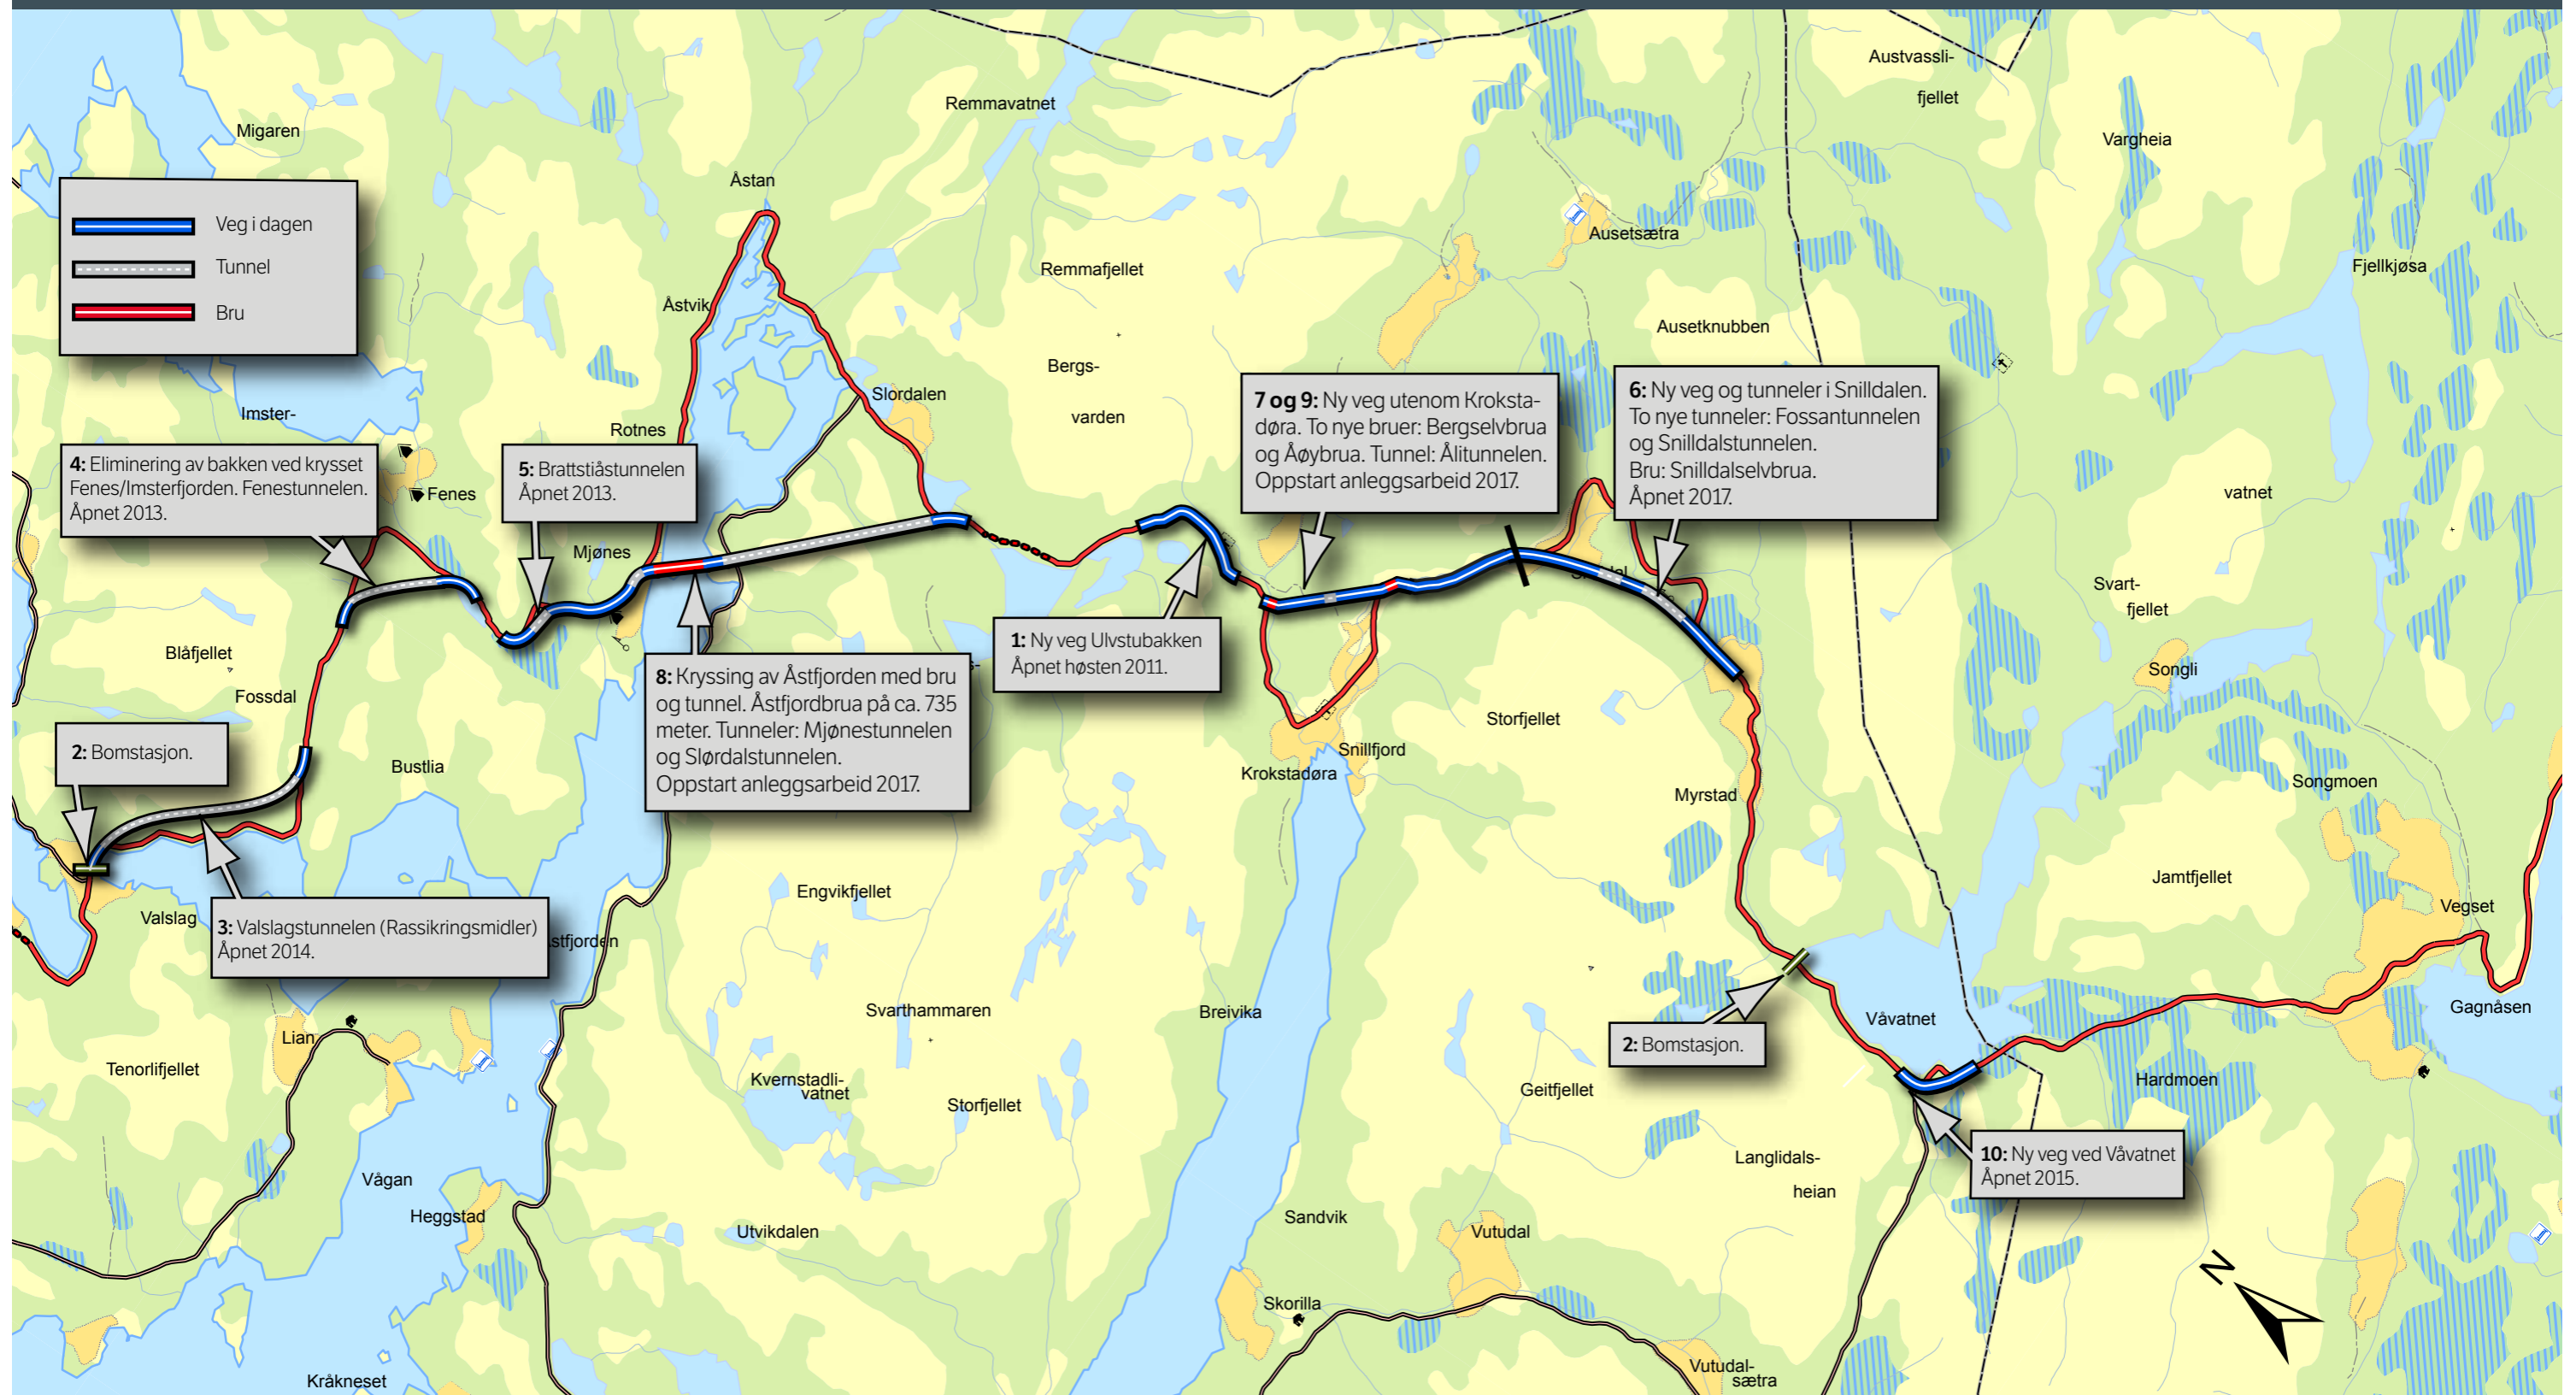 Austvassli-
fjellet
Remmavatnet
Migaren
Vargheia
Åstan
Veg i dagen
Tunnel
Bru
Ausetsætra
Remmafjellet
Fjellkjøsa
Åstvik
Ausetknubben
Bergs-
varden
Slordalen
Imster-
Rotnes
7 og 9: Ny veg utenom Kroksta-
døra. To nye bruer: Bergselvbrua
og Åøybrua. Tunnel: Ålitunnelen.
Oppstart anleggsarbeid 2017.
6: Ny veg og tunneler i Snilldalen.
To nye tunneler: Fossantunnelen
og Snilldalstunnelen.
Bru: Snilldalselvbrua.
Åpnet 2017.
4: Eliminering av bakken ved krysset
Fenes/Imsterfjorden. Fenestunnelen.
Åpnet 2013.
5: Brattstiåstunnelen
Åpnet 2013.
Fenes
vatnet
Mjønes
Svart-
fjellet
1: Ny veg Ulvstubakken
Åpnet høsten 2011.
Blåfjellet
Songli
Fossdal
8: Kryssing av Åstfjorden med bru
og tunnel. Åstfjordbrua på ca. 735
meter. Tunneler: Mjønestunnelen
og Slørdalstunnelen.
Oppstart anleggsarbeid 2017.
Storfjellet
2: Bomstasjon.
Bustlia
Snillfjord
Krokstadøra
Songmoen
Myrstad
Engvikfjellet
Jamtfjellet
Vegset
Valslag
3: Valslagstunnelen (Rassikringsmidler)
Åpnet 2014.
stfjorden
Svarthammaren
Breivika
Våvatnet
Gagnåsen
Lian
2: Bomstasjon.
Tenorlifjellet
Kvernstadli-
vatnet
Storfjellet
Geitfjellet
Hardmoen
10: Ny veg ved Våvatnet
Åpnet 2015.
Langlidals-
heian
Vågan
Heggstad
Sandvik
Utvikdalen
Vutudal
N
Skorilla
Vutudal-
sætra
Kråkneset